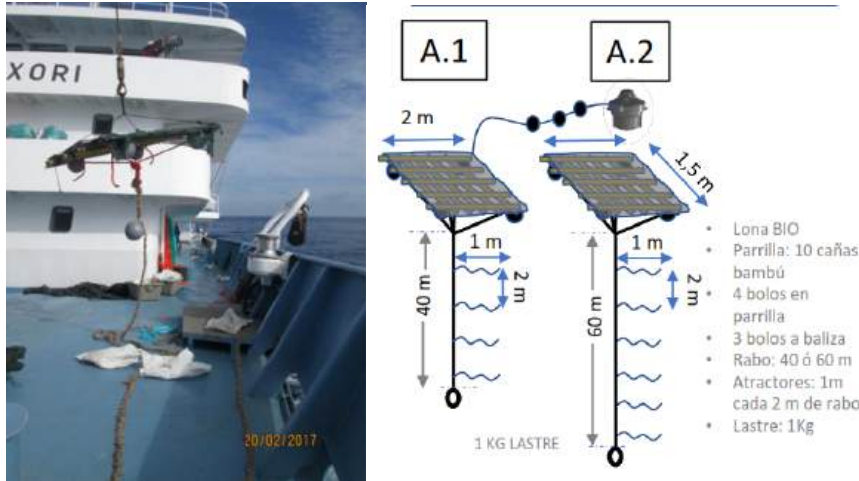 XORI
20/02/2017
A.1
A.2
2 m
1,5 m
1 m
2 m
40 m
1 m
2 m
60 m
1 KG LASTRE
• Lona BIO
• Parrilla: 10 cañas
bambú
• 4 bolos en
parrilla
• 3 bolos a baliza
• Rabo: 40 ó 60 m
• Atractores: 1m
cada 2 m de rabo
• Lastre: 1Kg